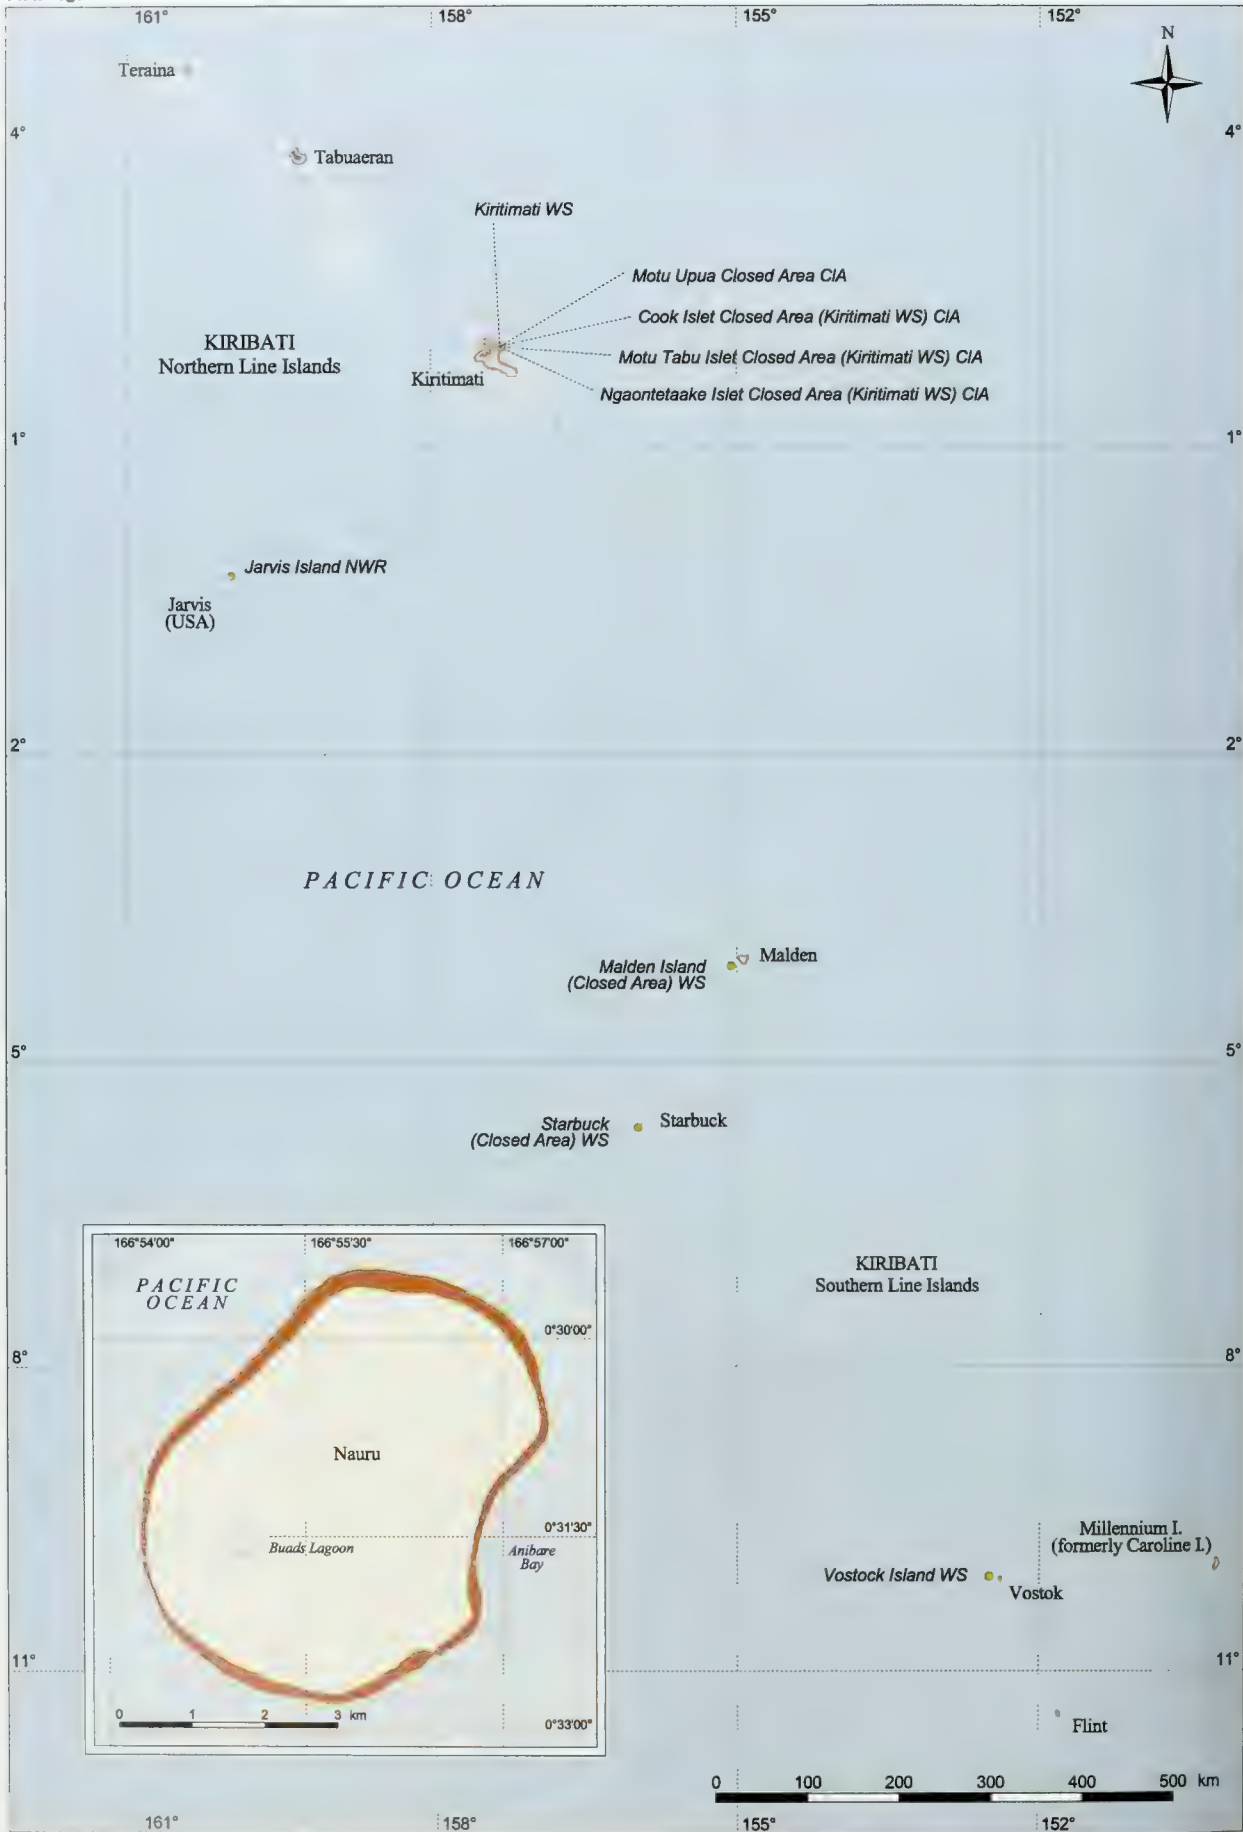 161°
158°
155°
152°
N
Teraina
4°
4°
Tabuaeran
Kiritimati WS
Motu Upua Closed Area CIA
Cook Islet Closed Area (Kiritimati WS) CIA
KIRIBATI
Northern Line Islands
Motu Tabu Islet Closed Area (Kiritimati WS) CIA
Kiritimati
Ngaontetaake Islet Closed Area (Kiritimati WS) CIA
1°
1°
Jarvis Island NWR
Jarvis
(USA)
2°
2°
PACIFIC OCEAN
Malden
Malden Island
(Closed Area) WS
5°
5°
Starbuck
(Closed Area) WS
Starbuck
166°54'00"
166°55'30"
166°57'00"
PACIFIC
OCEAN
KIRIBATI
Southern Line Islands
0°30'00"
8°
8°
Nauru
0°31'30"
Buads Lagoon
Anibare
Bay
Millennium I.
(formerly Caroline I.)
Vostock Island WS
Vostok
11°
11°
0 1 2 3 km
0°33'00"
Flint
0 100 200 300 400 500 km
161°
158°
155°
152°